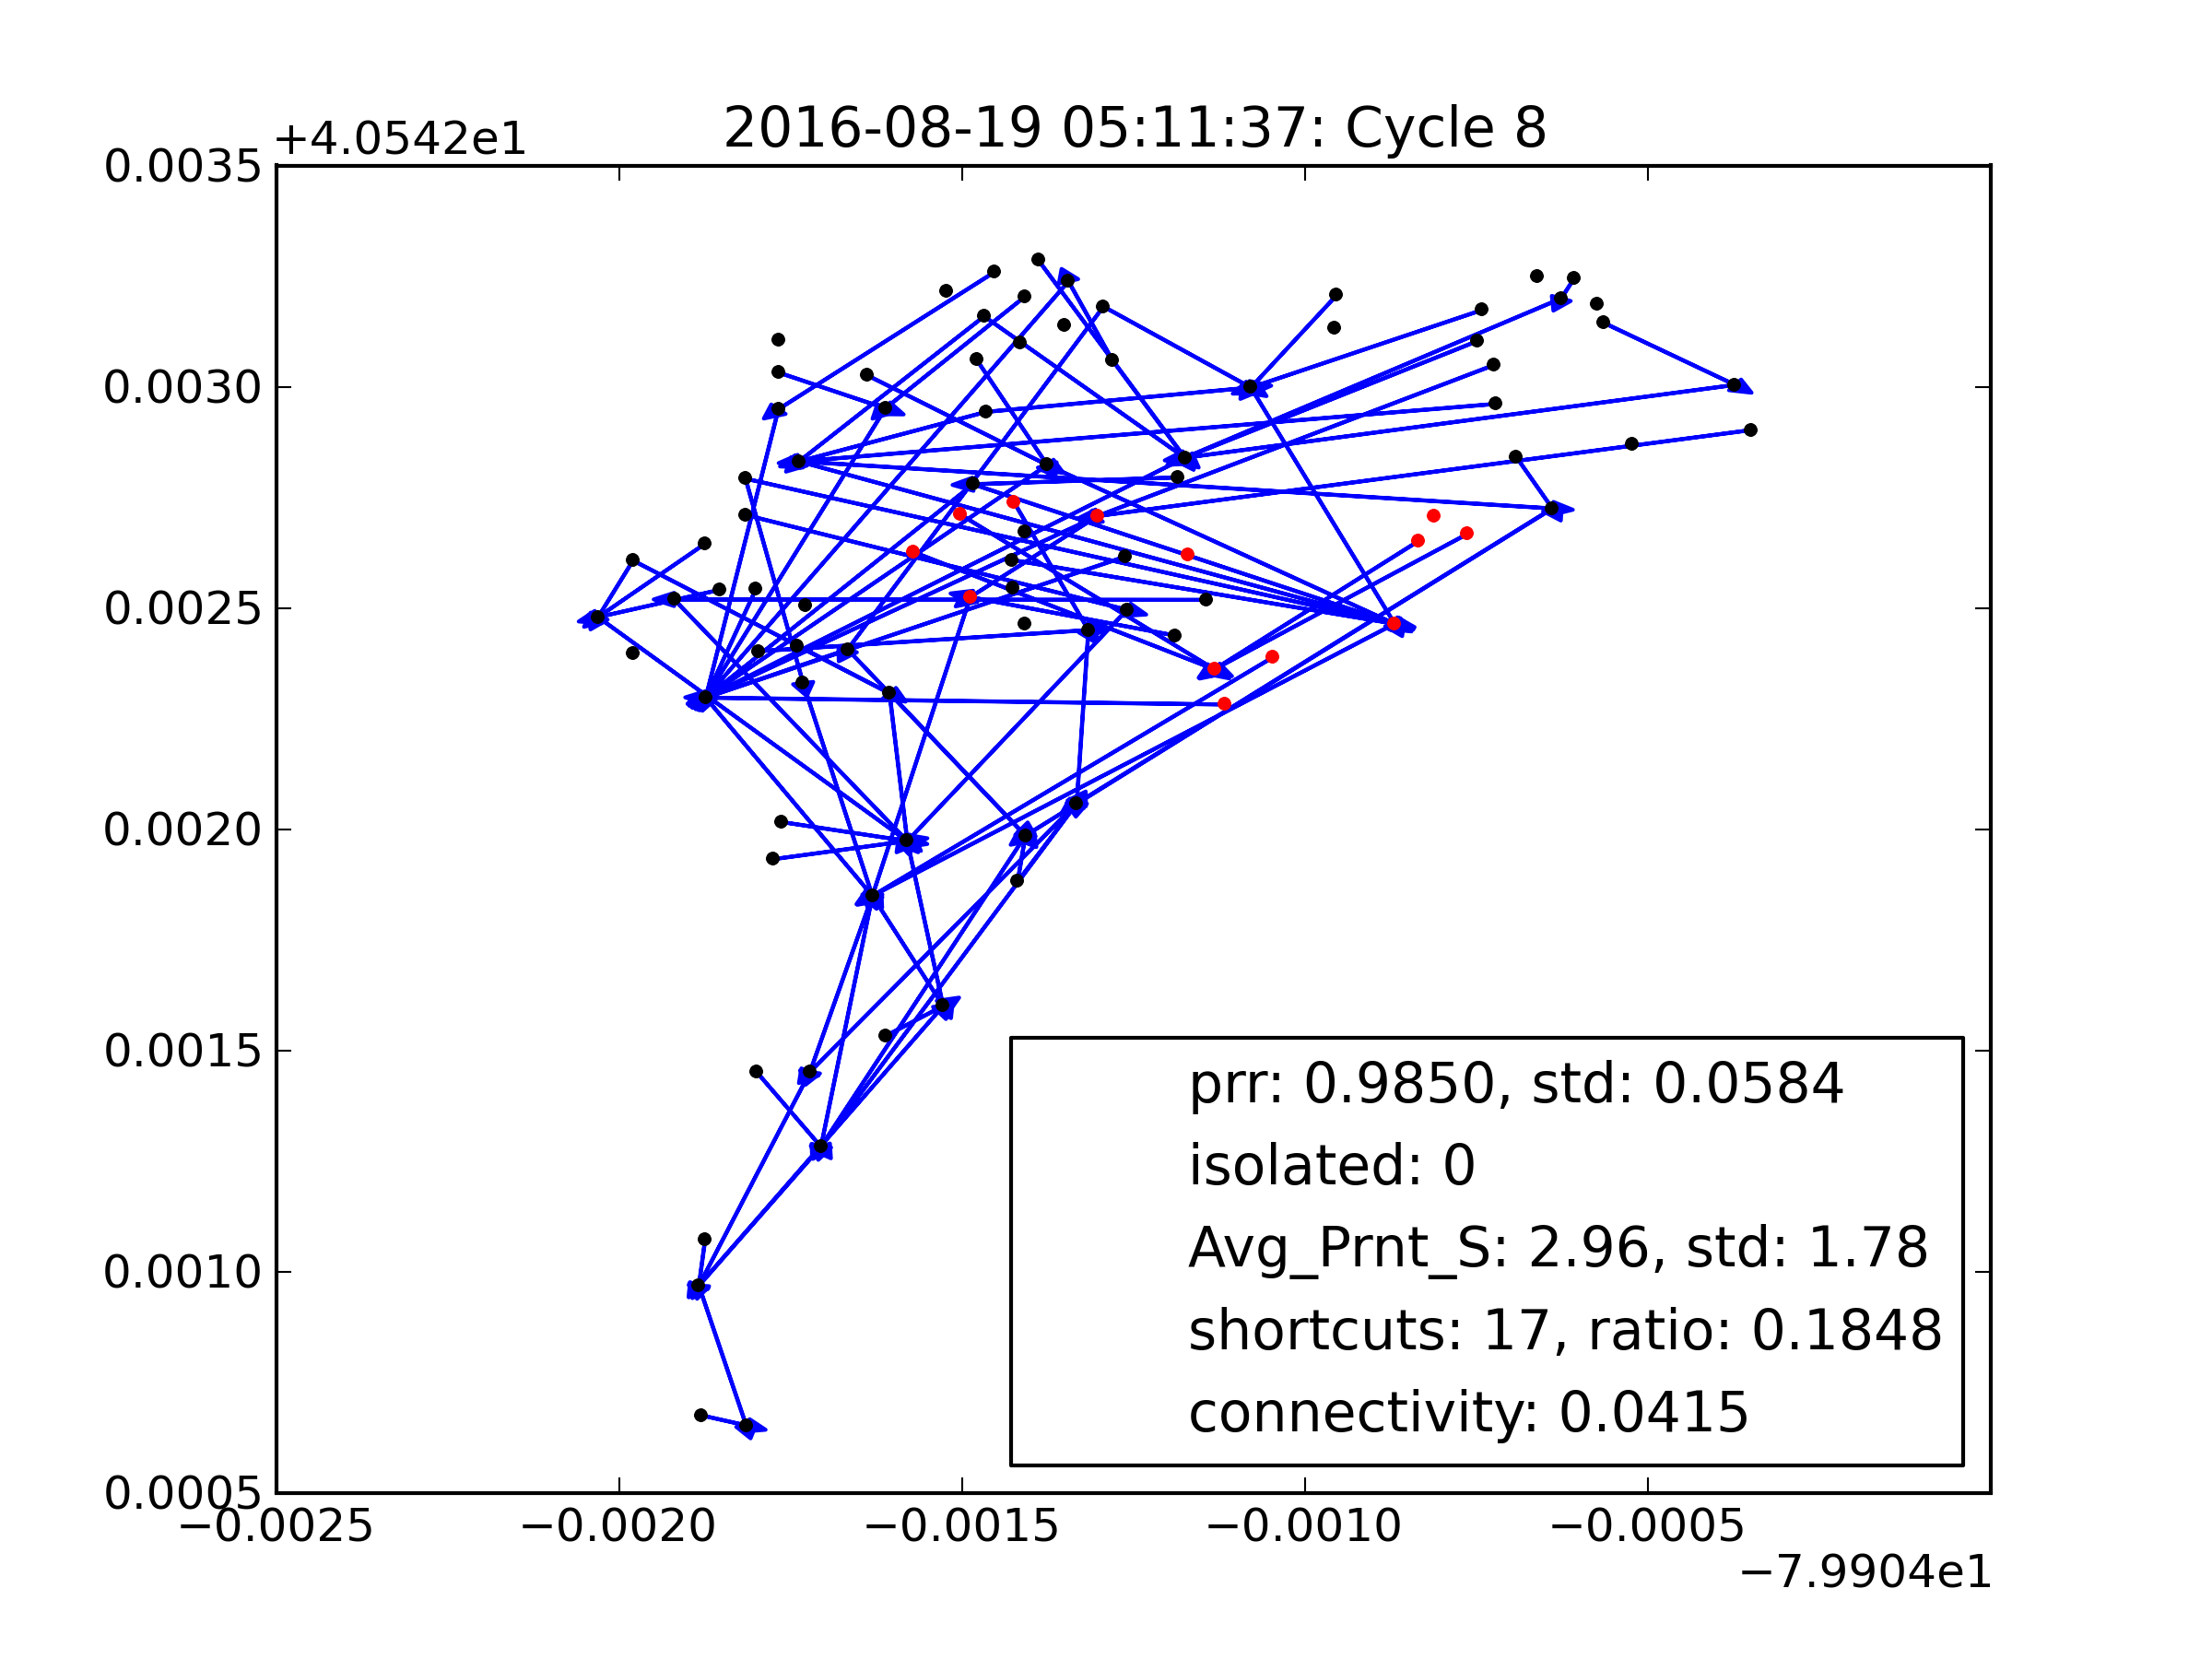 2016-08-19 05:11:37: Cycle 8
+4.0542e1
0.0035
0.0030
0.0025
0.0020
0.0015
0.0010
0.0005
prr: 0.9850, std: 0.0584
isolated: 0
Avg_Prnt_S: 2.96, std: 1.78
shortcuts: 17, ratio: 0.1848
connectivity: 0.0415
−0.0025 −0.0020 −0.0015 −0.0010 −0.0005
−7.9904e1